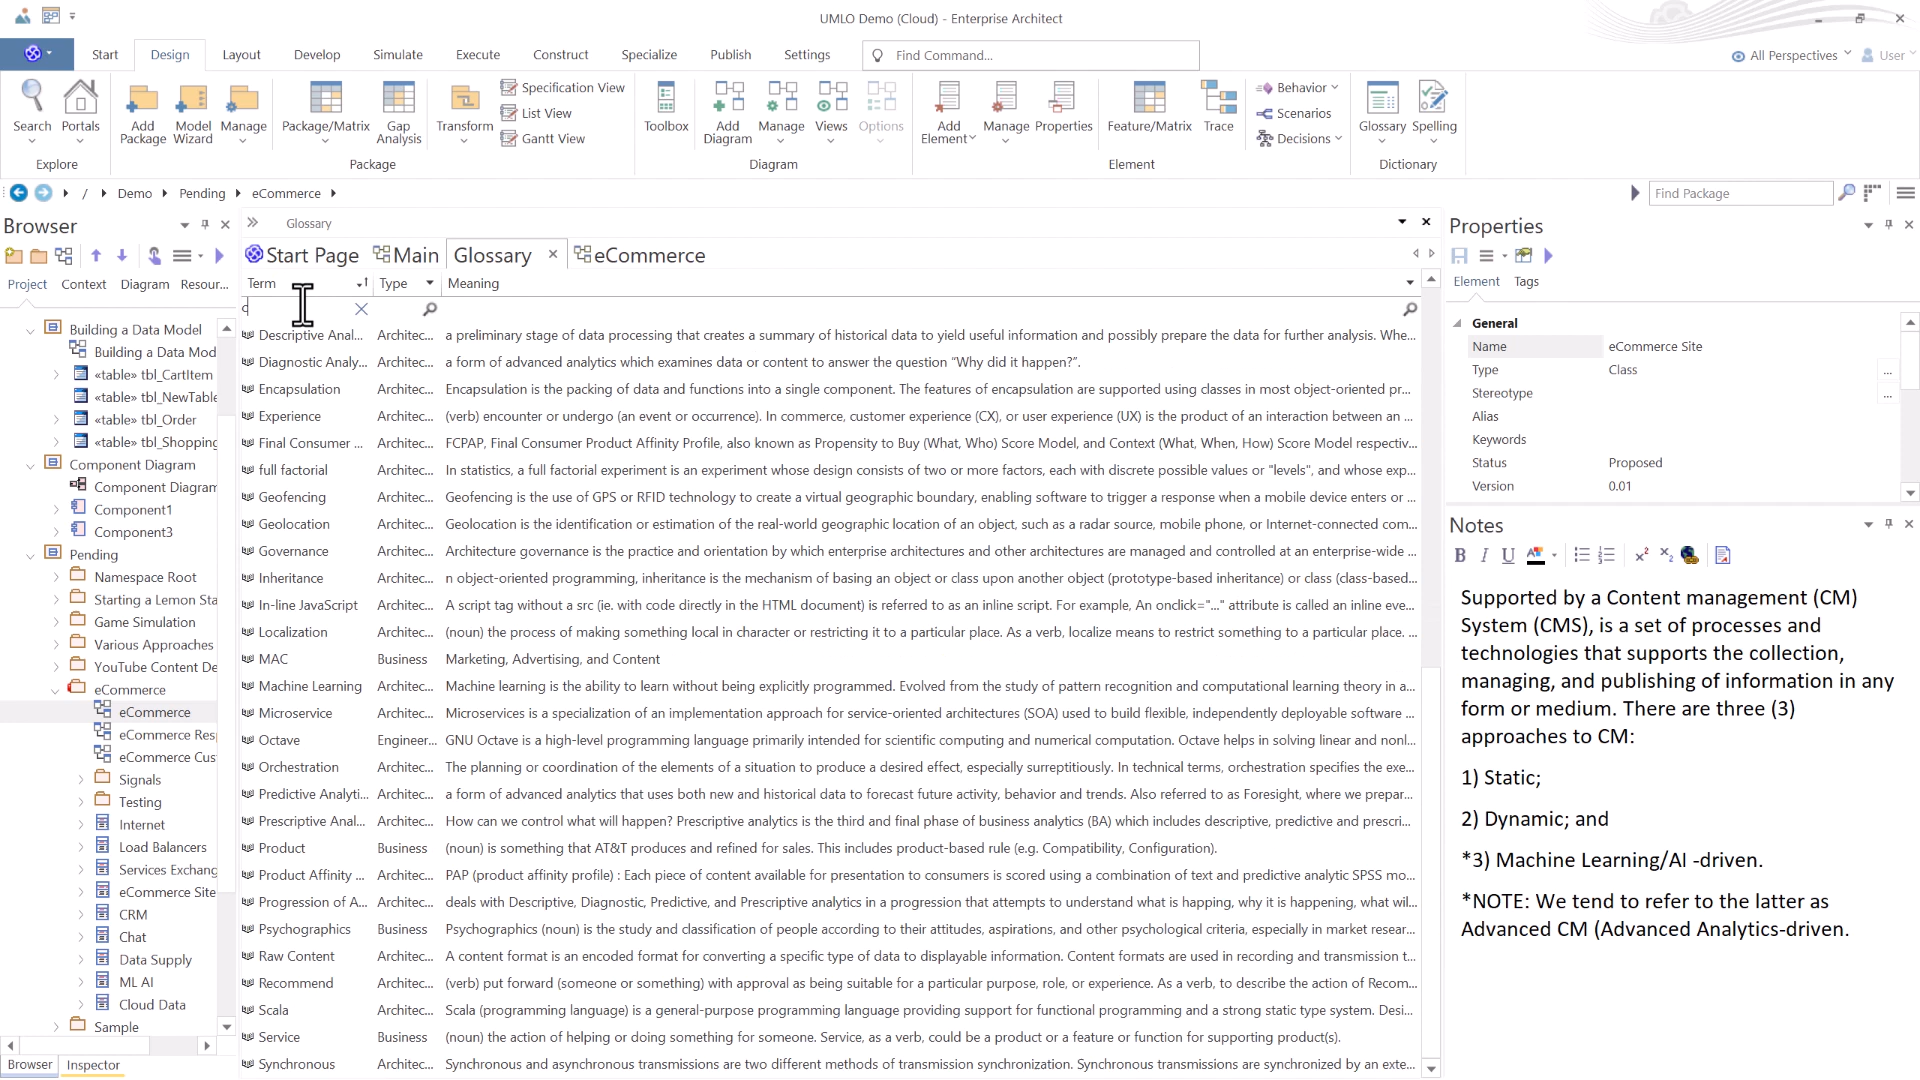 UMLO Demo (Cloud) - Enterprise Architect
Start Design Layout Develop Simulate Execute Construct Specialize Publish Settings Find Command... All Perspectives User
Search Portals Add Package Model Wizard Manage Package/Matrix Gap Analysis Transform Specification View List View Gantt View Toolbox Add Diagram Manage Views Options Add Element Manage Properties Feature/Matrix Trace Behavior Scenarios Decisions Glossary Spelling
Explore Package Diagram Element Dictionary
/ Demo Pending eCommerce Find Package
Browser
Project Context Diagram Resour...
Building a Data Model
Building a Data Mod
«table» tbl_CartItem
«table» tbl_NewTable
«table» tbl_Order
«table» tbl_Shopping
Component Diagram
Component Diagram
Component1
Component3
Pending
Namespace Root
Starting a Lemon Sta
Game Simulation
Various Approaches
YouTube Content De
eCommerce
eCommerce
eCommerce Res
eCommerce Cus
Signals
Testing
Internet
Load Balancers
Services Exchang
eCommerce Site
CRM
Chat
Data Supply
ML AI
Cloud Data
Sample
Browser Inspector
Glossary
Start Page Main Glossary eCommerce
Term Type Meaning
c
Descriptive Anal... Architec... a preliminary stage of data processing that creates a summary of historical data to yield useful information and possibly prepare the data for further analysis. Whe...
Diagnostic Analy... Architec... a form of advanced analytics which examines data or content to answer the question “Why did it happen?”.
Encapsulation Architec... Encapsulation is the packing of data and functions into a single component. The features of encapsulation are supported using classes in most object-oriented pr...
Experience Architec... (verb) encounter or undergo (an event or occurrence). In commerce, customer experience (CX), or user experience (UX) is the product of an interaction between an ...
Final Consumer ... Architec... FCPAP, Final Consumer Product Affinity Profile, also known as Propensity to Buy (What, Who) Score Model, and Context (What, When, How) Score Model respectiv...
full factorial Architec... In statistics, a full factorial experiment is an experiment whose design consists of two or more factors, each with discrete possible values or "levels", and whose exp...
Geofencing Architec... Geofencing is the use of GPS or RFID technology to create a virtual geographic boundary, enabling software to trigger a response when a mobile device enters or ...
Geolocation Architec... Geolocation is the identification or estimation of the real-world geographic location of an object, such as a radar source, mobile phone, or Internet-connected com...
Governance Architec... Architecture governance is the practice and orientation by which enterprise architectures and other architectures are managed and controlled at an enterprise-wide ...
Inheritance Architec... n object-oriented programming, inheritance is the mechanism of basing an object or class upon another object (prototype-based inheritance) or class (class-based...
In-line JavaScript Architec... A script tag without a src (ie. with code directly in the HTML document) is referred to as an inline script. For example, An onclick="..." attribute is called an inline eve...
Localization Architec... (noun) the process of making something local in character or restricting it to a particular place. As a verb, localize means to restrict something to a particular place. ...
MAC Business Marketing, Advertising, and Content
Machine Learning Architec... Machine learning is the ability to learn without being explicitly programmed. Evolved from the study of pattern recognition and computational learning theory in a...
Microservice Architec... Microservices is a specialization of an implementation approach for service-oriented architectures (SOA) used to build flexible, independently deployable software ...
Octave Engineer... GNU Octave is a high-level programming language primarily intended for scientific computing and numerical computation. Octave helps in solving linear and nonl...
Orchestration Architec... The planning or coordination of the elements of a situation to produce a desired effect, especially surreptitiously. In technical terms, orchestration specifies the exe...
Predictive Analyti... Architec... a form of advanced analytics that uses both new and historical data to forecast future activity, behavior and trends. Also referred to as Foresight, where we prepar...
Prescriptive Anal... Architec... How can we control what will happen? Prescriptive analytics is the third and final phase of business analytics (BA) which includes descriptive, predictive and prescri...
Product Business (noun) is something that AT&T produces and refined for sales. This includes product-based rule (e.g. Compatibility, Configuration).
Product Affinity ... Architec... PAP (product affinity profile) : Each piece of content available for presentation to consumers is scored using a combination of text and predictive analytic SPSS mo...
Progression of A... Architec... deals with Descriptive, Diagnostic, Predictive, and Prescriptive analytics in a progression that attempts to understand what is happing, why it is happening, what wil...
Psychographics Business Psychographics (noun) is the study and classification of people according to their attitudes, aspirations, and other psychological criteria, especially in market resear...
Raw Content Architec... A content format is an encoded format for converting a specific type of data to displayable information. Content formats are used in recording and transmission t...
Recommend Architec... (verb) put forward (someone or something) with approval as being suitable for a particular purpose, role, or experience. As a verb, to describe the action of Recom...
Scala Architec... Scala (programming language) is a general-purpose programming language providing support for functional programming and a strong static type system. Desi...
Service Business (noun) the action of helping or doing something for someone. Service, as a verb, could be a product or a feature or function for supporting product(s).
Synchronous Architec... Synchronous and asynchronous transmissions are two different methods of transmission synchronization. Synchronous transmissions are synchronized by an exte...
Properties
Element Tags
General
Name eCommerce Site
Type Class ...
Stereotype ...
Alias
Keywords
Status Proposed
Version 0.01
Notes
B I U A
Supported by a Content management (CM)
System (CMS), is a set of processes and
technologies that supports the collection,
managing, and publishing of information in any
form or medium. There are three (3)
approaches to CM:
1) Static;
2) Dynamic; and
*3) Machine Learning/AI -driven.
*NOTE: We tend to refer to the latter as
Advanced CM (Advanced Analytics-driven.